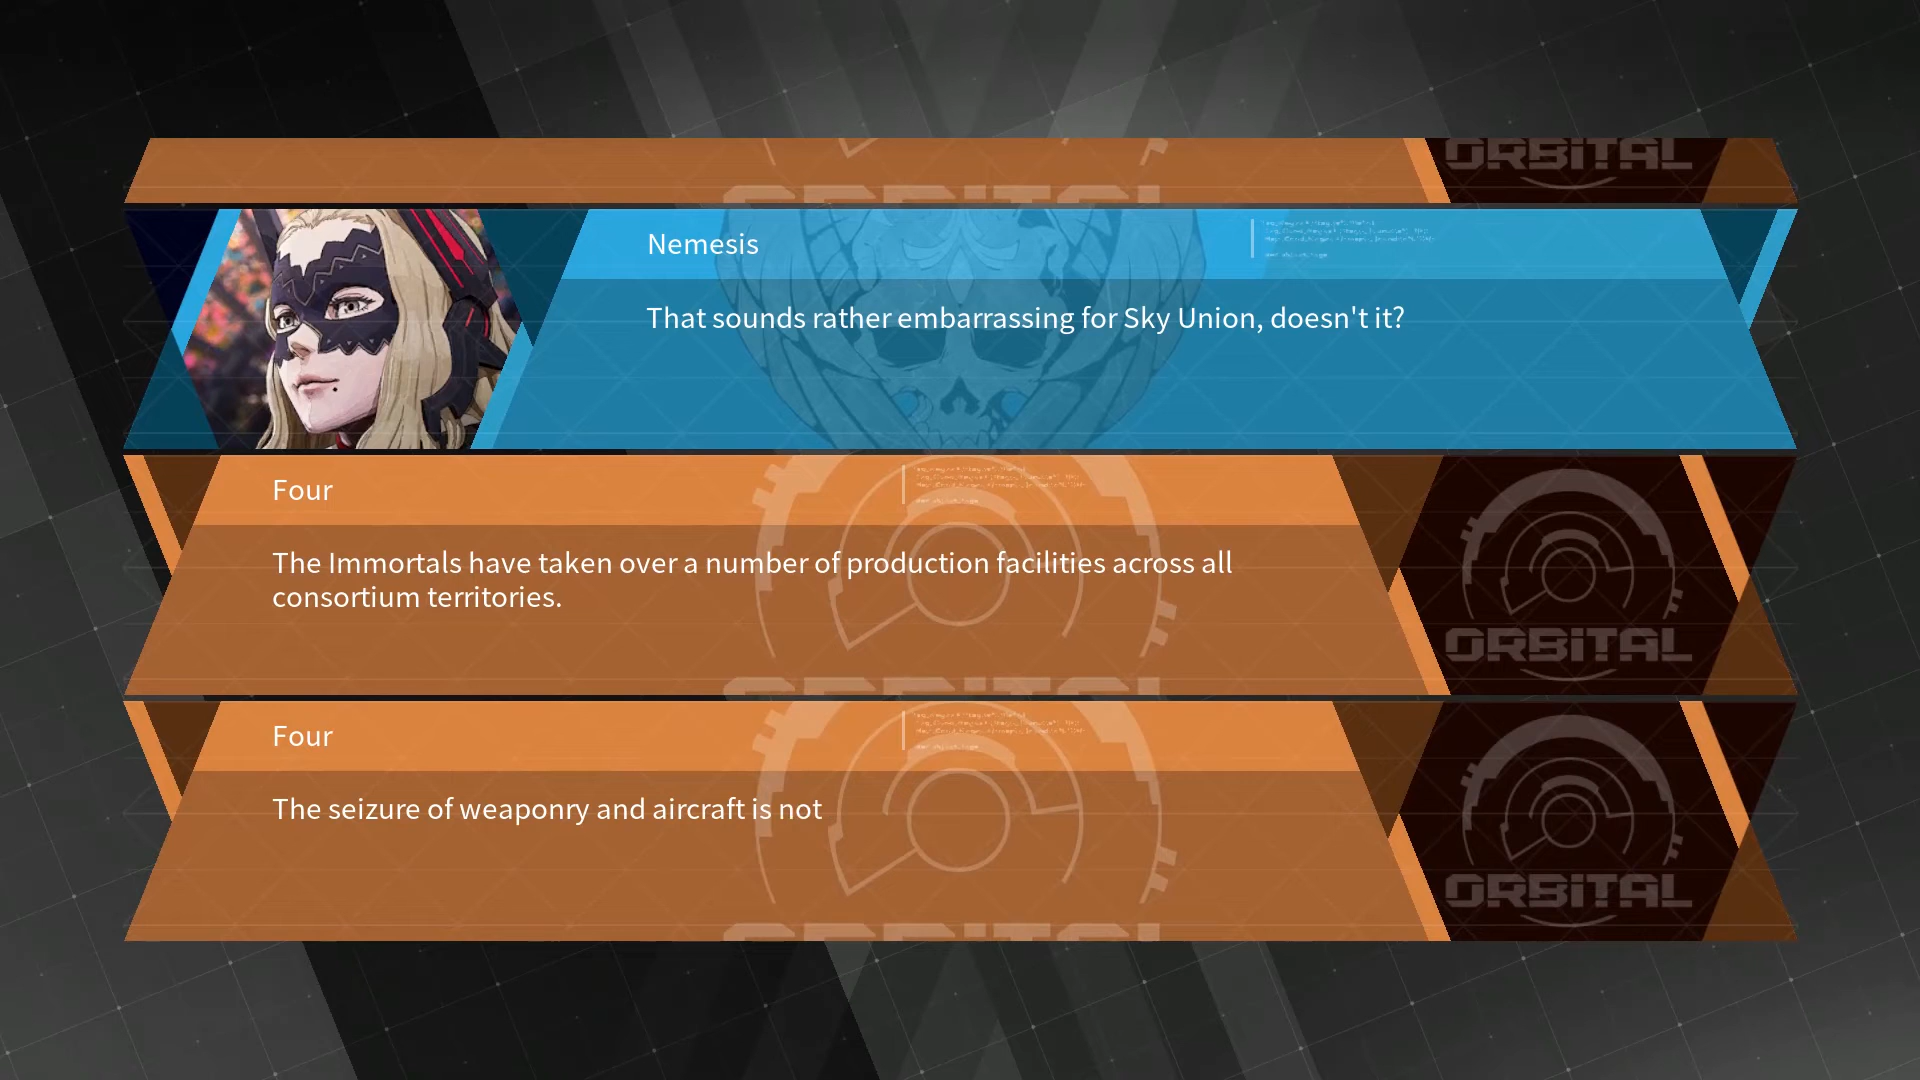 ORBITAL
Nemesis
That sounds rather embarrassing for Sky Union, doesn't it?
Four
The Immortals have taken over a number of production facilities across all
consortium territories.
ORBITAL
Four
The seizure of weaponry and aircraft is not
ORBITAL